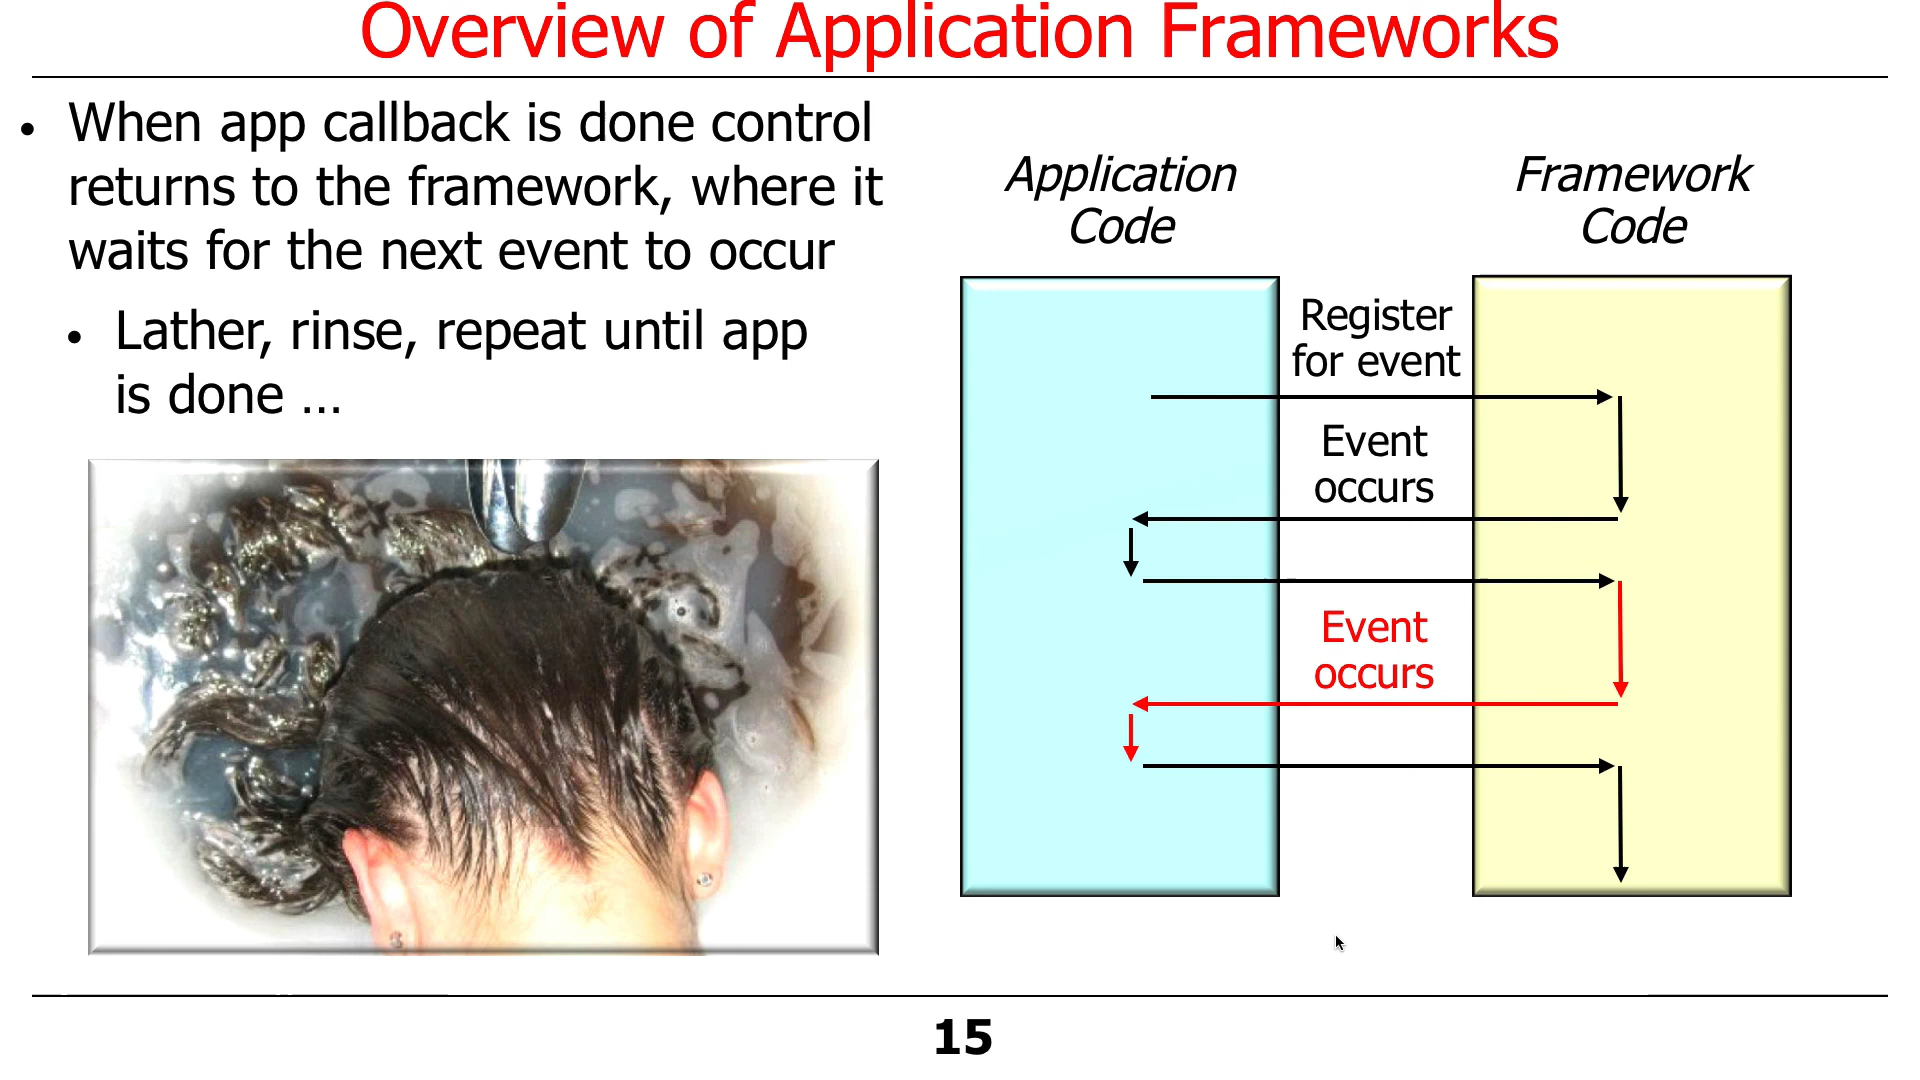 Overview of Application Frameworks
• When app callback is done control
returns to the framework, where it
waits for the next event to occur
• Lather, rinse, repeat until app
is done …
Application
Code
Framework
Code
Register
for event
Event
occurs
Event
occurs
15